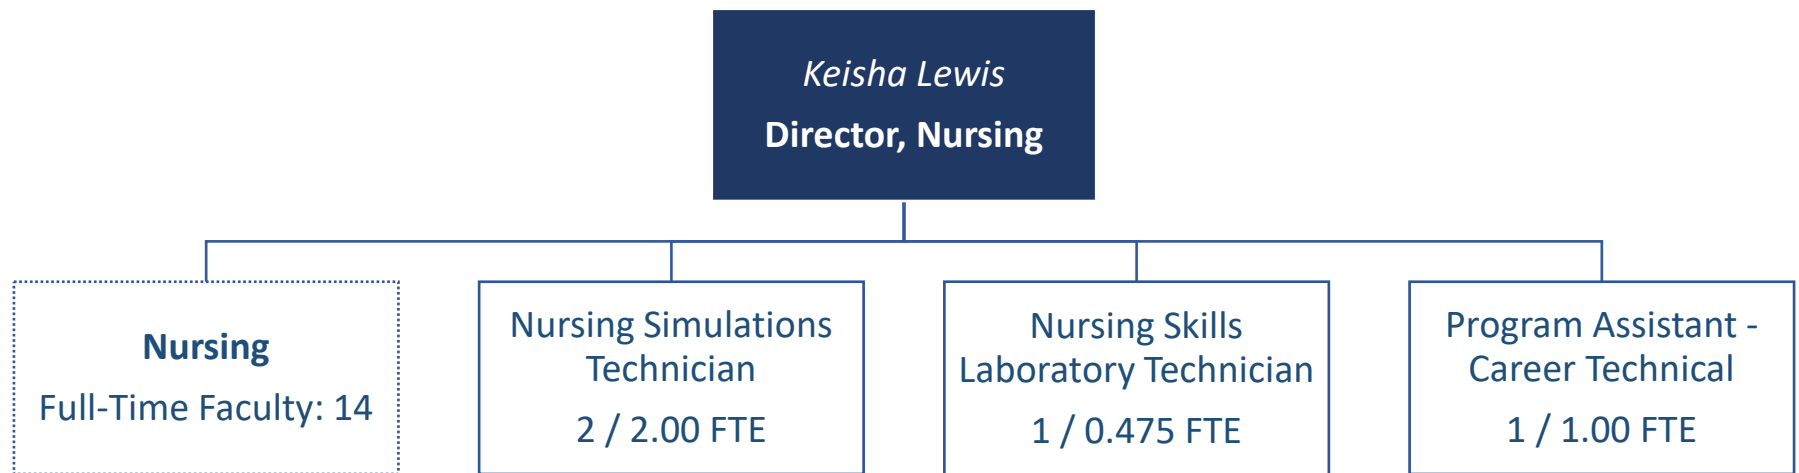 Keisha Lewis
Director, Nursing
Nursing
Full-Time Faculty: 14
Nursing Simulations
Technician
2 / 2.00 FTE
Nursing Skills
Laboratory Technician
1 / 0.475 FTE
Program Assistant -
Career Technical
1 / 1.00 FTE